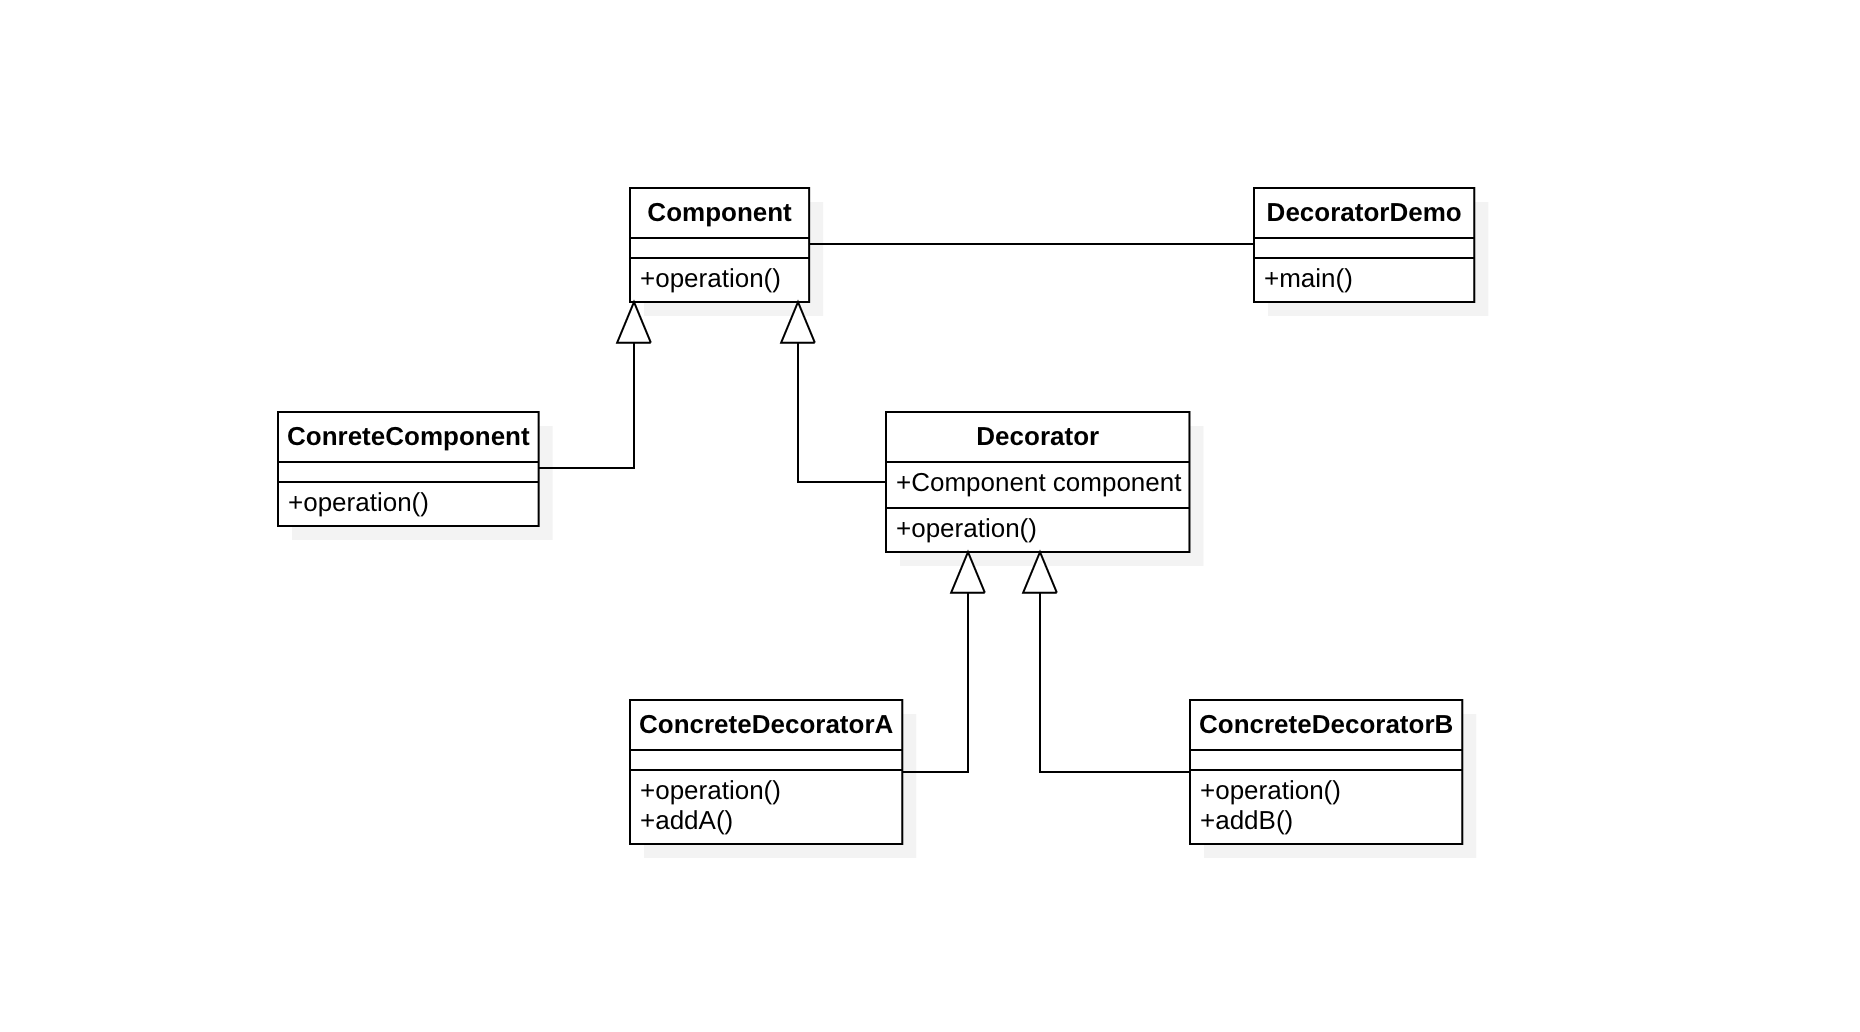 Component
+operation()
DecoratorDemo
+main()
ConreteComponent
+operation()
Decorator
+Component component
+operation()
ConcreteDecoratorA
+operation()
+addA()
ConcreteDecoratorB
+operation()
+addB()